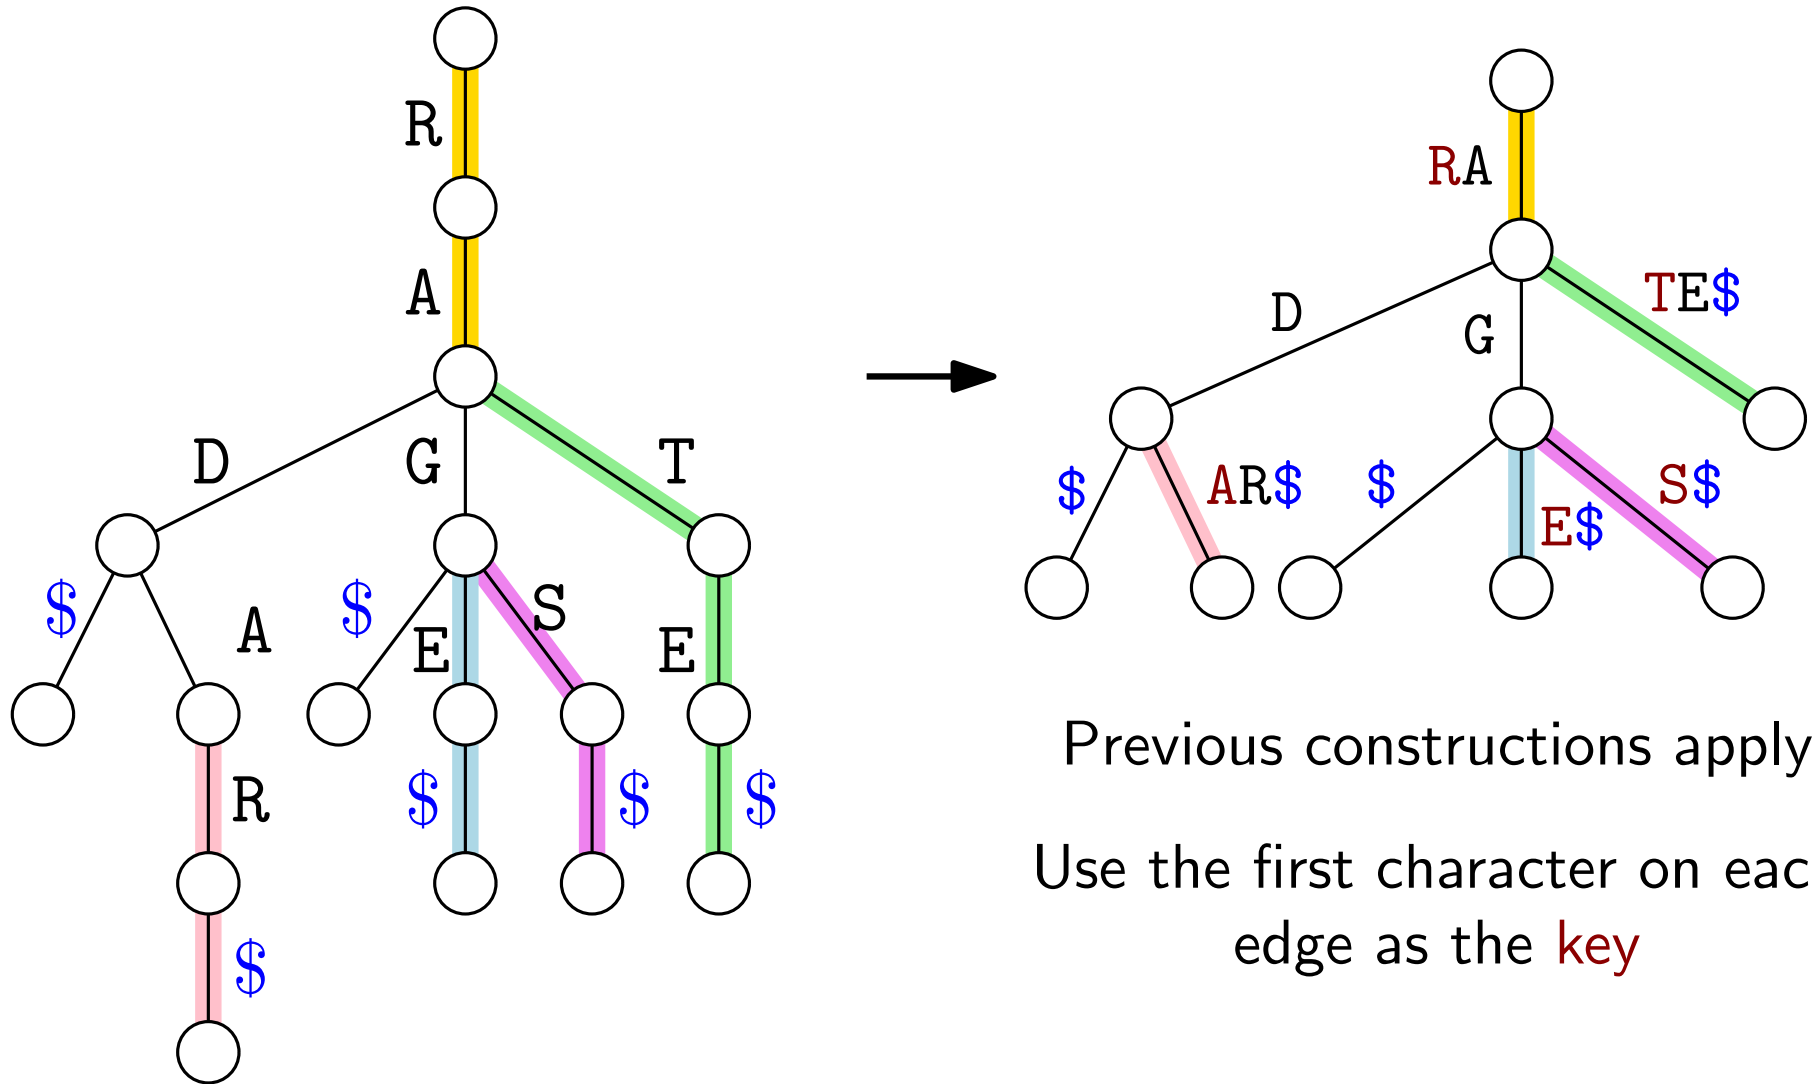 R
A
D
G
T
$
A
$
E
S
E
R
$
$
$
$
RA
D
G
TE$
$
AR$
$
E$
S$
Previous constructions apply
Use the first character on eac
edge as the key